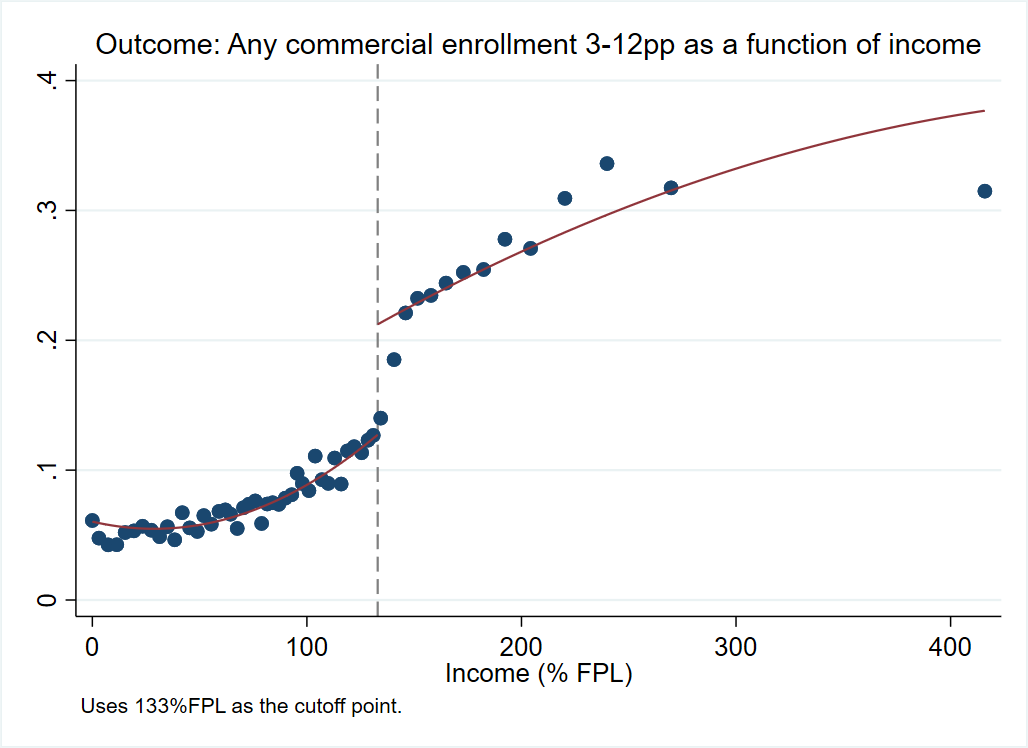 Outcome: Any commercial enrollment 3-12pp as a function of income
.4
.3
.2
.1
0
0 100 200 300 400
Income (% FPL)
Uses 133%FPL as the cutoff point.